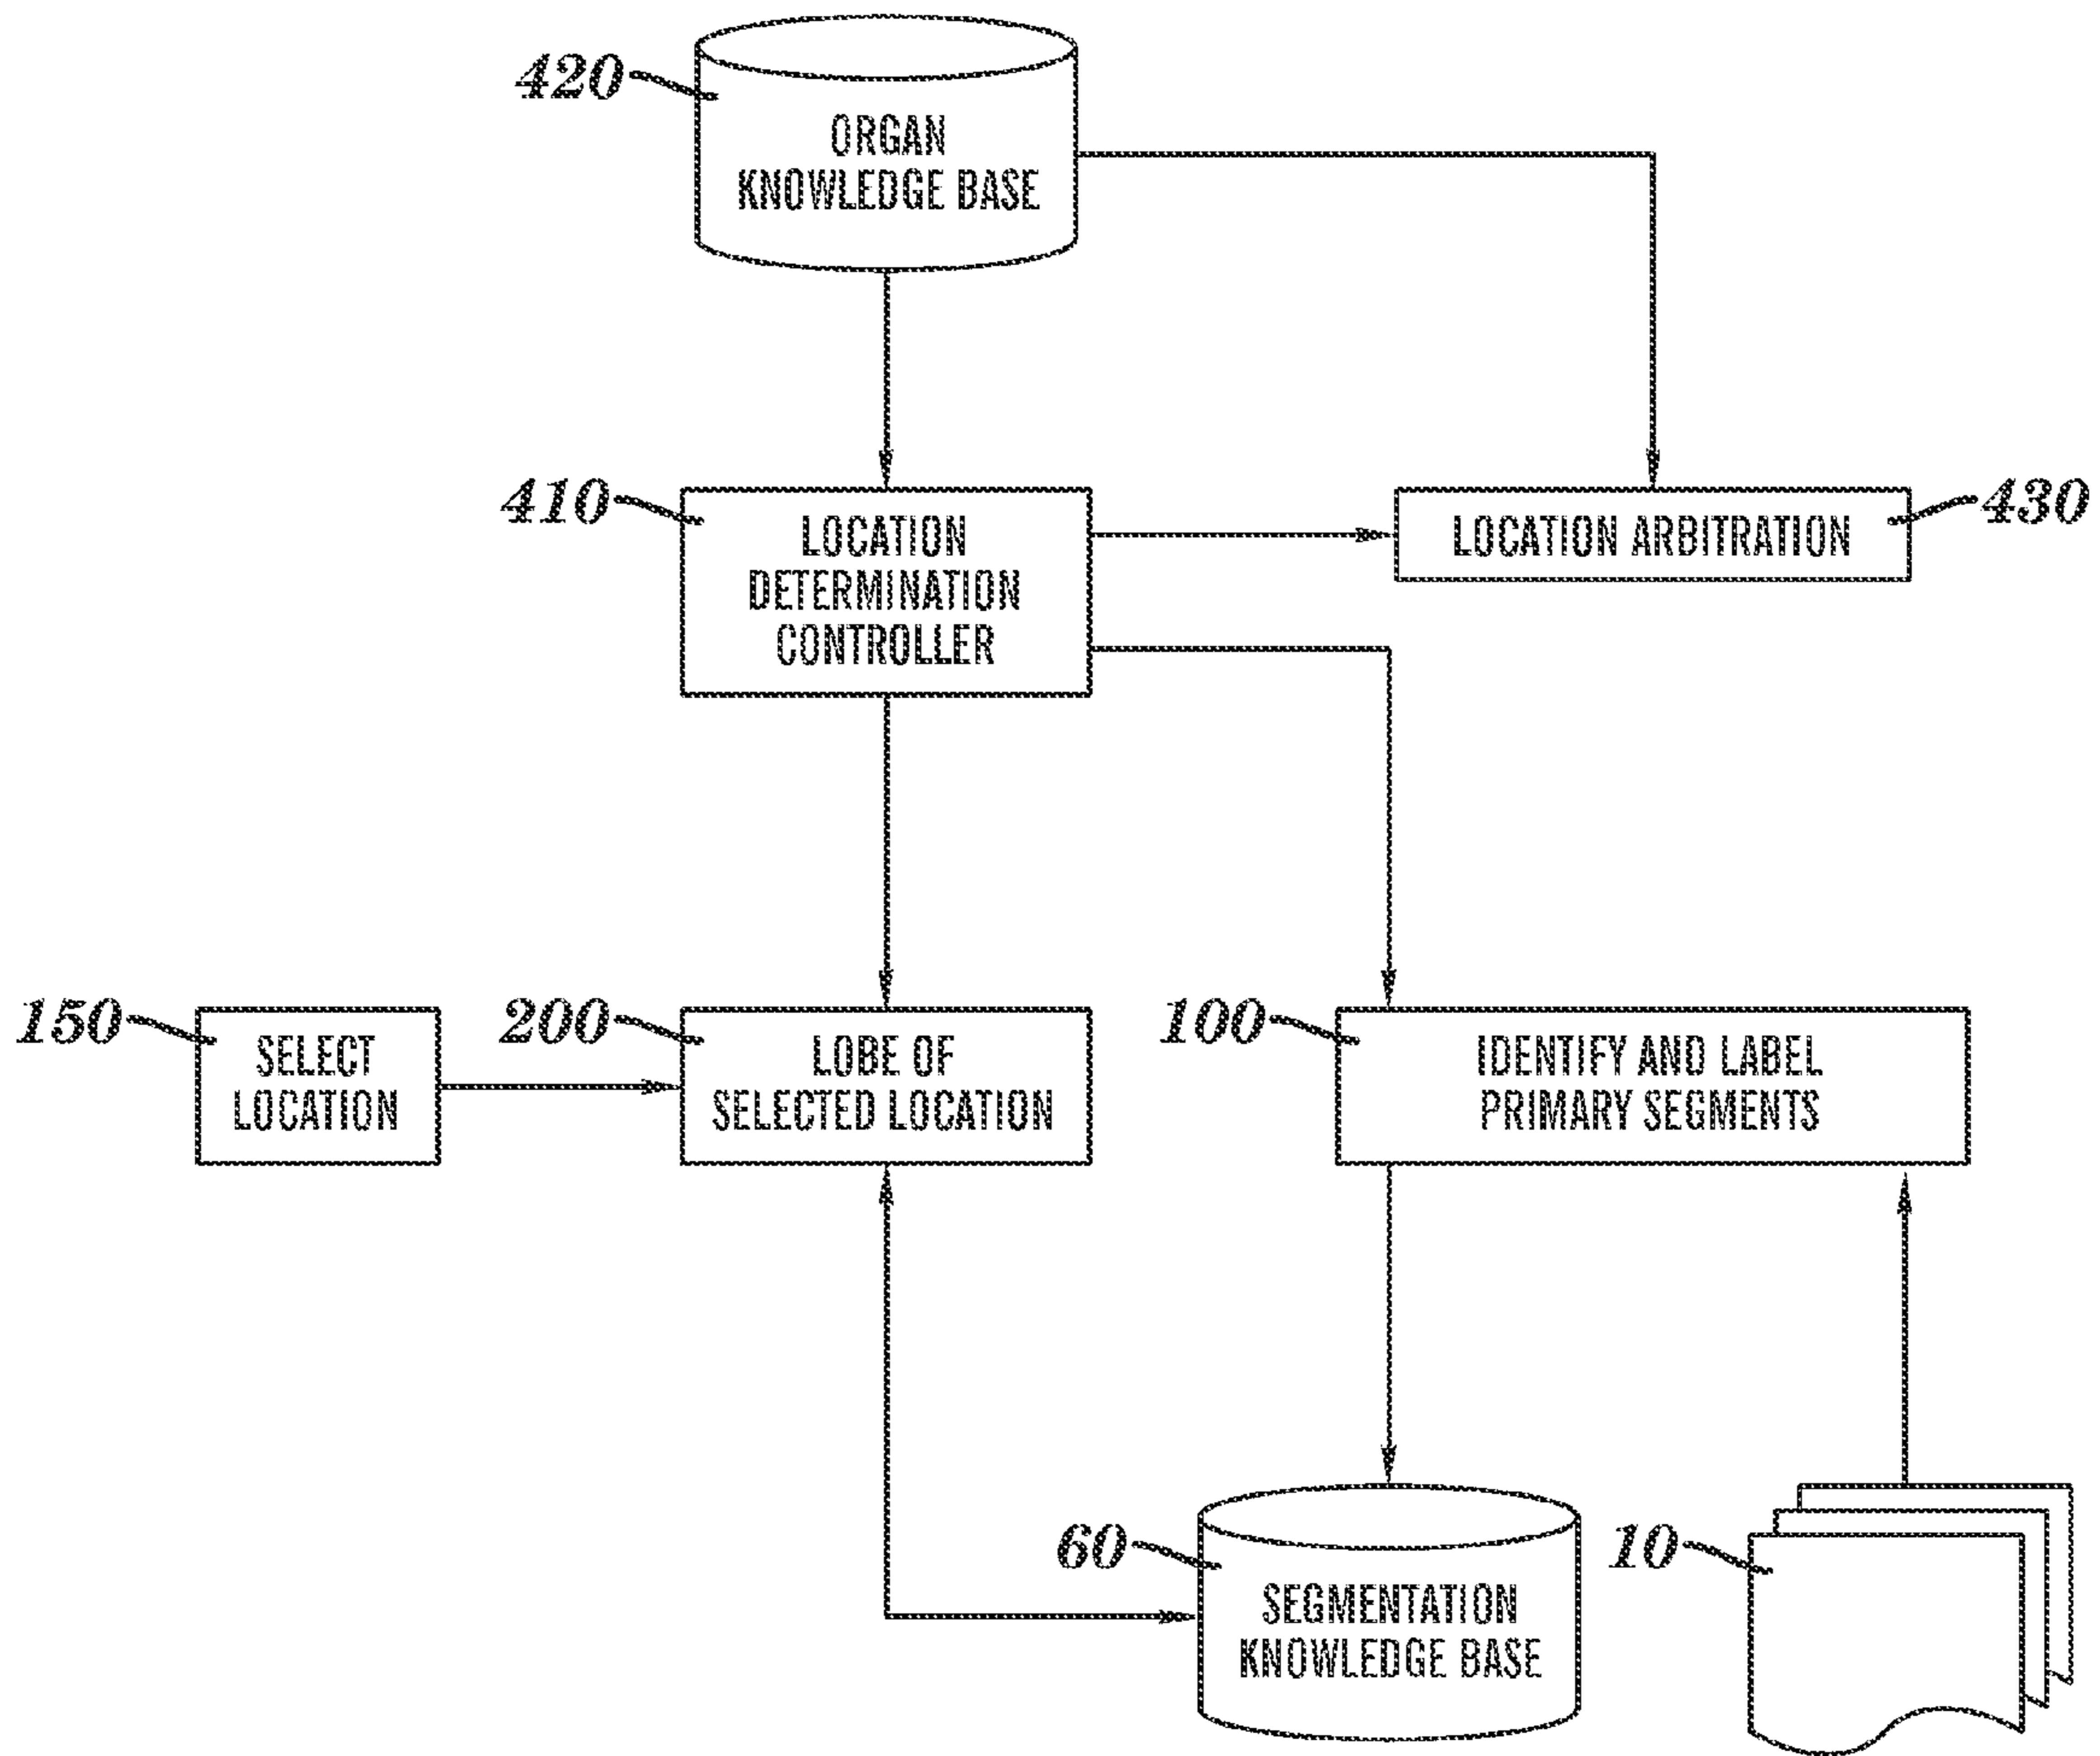 420
ORGAN
KNOWLEDGE BASE
410
LOCATION
DETERMINATION
CONTROLLER
LOCATION ARBITRATION
430
150
SELECT
LOCATION
200
LOBE OF
SELECTED LOCATION
100
IDENTIFY AND LABEL
PRIMARY SEGMENTS
60
SEGMENTATION
KNOWLEDGE BASE
10